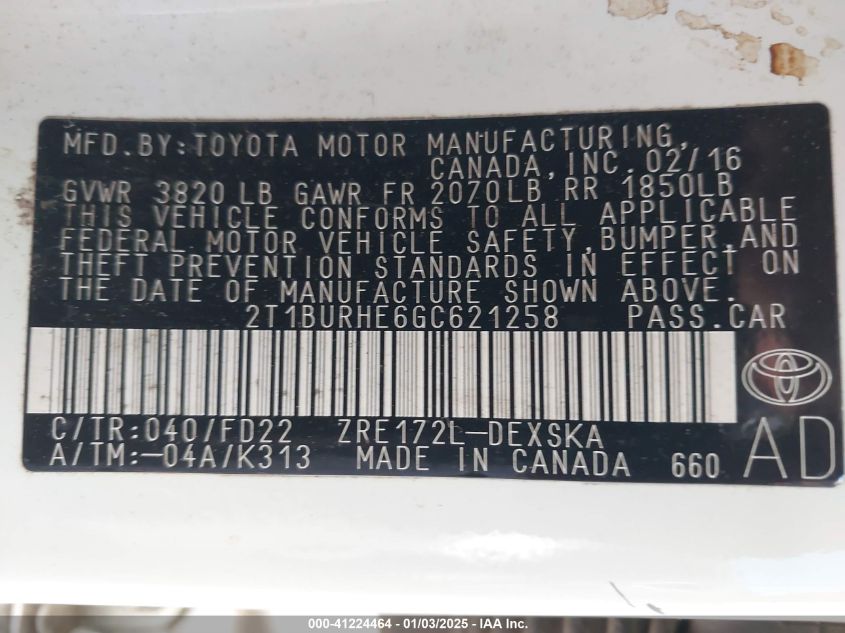 MFD.BY:TOYOTA MOTOR MANUFACTURING,
CANADA,INC.02/16
GVWR 3820 LB GAWR FR 2070LB RR 1850LB
THIS VEHICLE CONFORMS TO ALL APPLICABLE
FEDERAL MOTOR VEHICLE SAFETY,BUMPER,AND
THEFT PREVENTION STANDARDS IN EFFECT ON
THE DATE OF MANUFACTURE SHOWN ABOVE.
2T1BURHE6GC621258 PASS.CAR
C/TR:040/FD22 ZRE172L-DEXSKA
A/TM:-04A/K313 MADE IN CANADA 660 AD
000-41224464 - 01/03/2025 - IAA Inc.